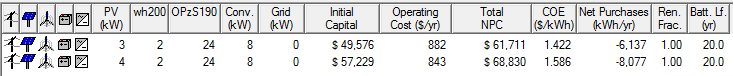 PV (kW) wh200 OPzS190 Conv. (kW) Grid (kW) Initial Capital Operating Cost ($/yr) Total NPC COE ($/kWh) Net Purchases (kWh/yr) Ren. Frac. Batt. Lf. (yr)
3 2 24 8 0 $ 49,576 882 $ 61,711 1.422 -6,137 1.00 20.0
4 2 24 8 0 $ 57,229 843 $ 68,830 1.586 -8,077 1.00 20.0